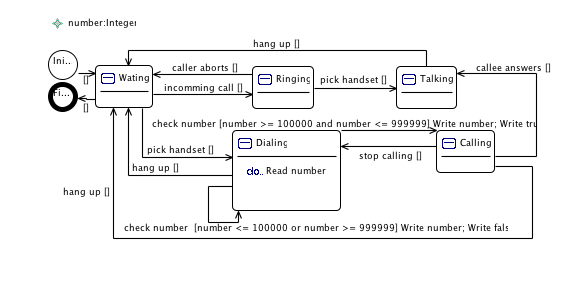 number:Integer
hang up []
Ini..
caller aborts []
callee answers []
[]
Wating
Ringing
pick handset []
Talking
incomming call []
Fi...
[]
check number [number >= 100000 and number <= 999999] Write number; Write tru
Dialing
Calling
pick handset []
stop calling []
hang up []
do.. Read number
hang up []
check number [number <= 100000 or number >= 999999] Write number; Write fals